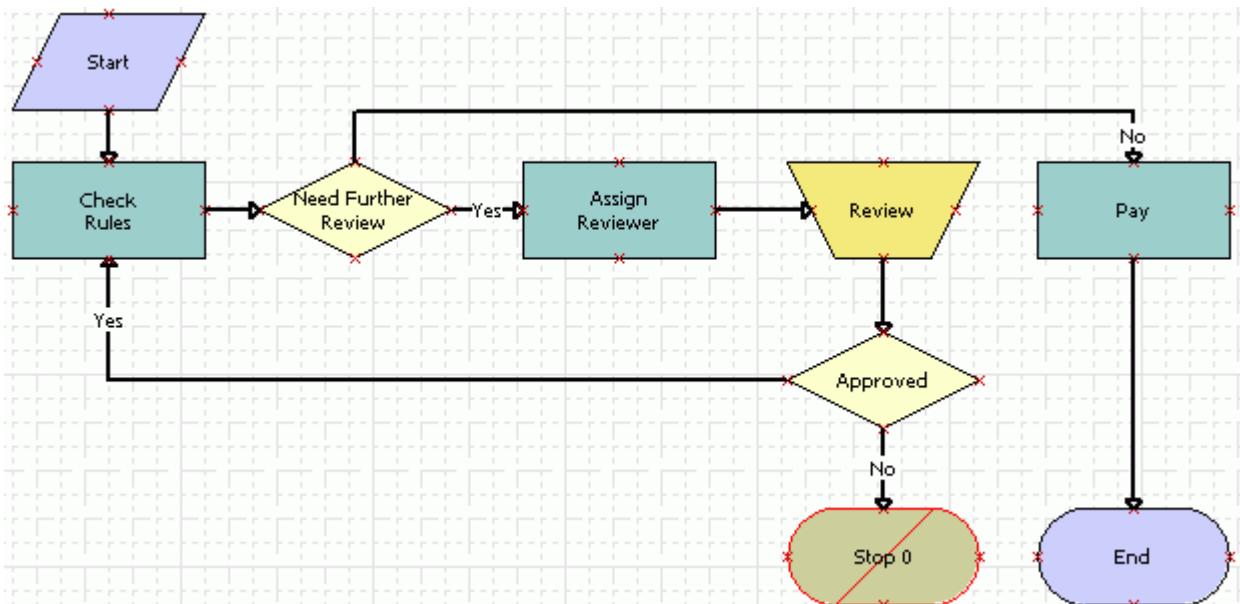 Start
No
Check
Rules
Need Further
Review
Yes
Assign
Reviewer
Review
Pay
Yes
Approved
No
Stop 0
End